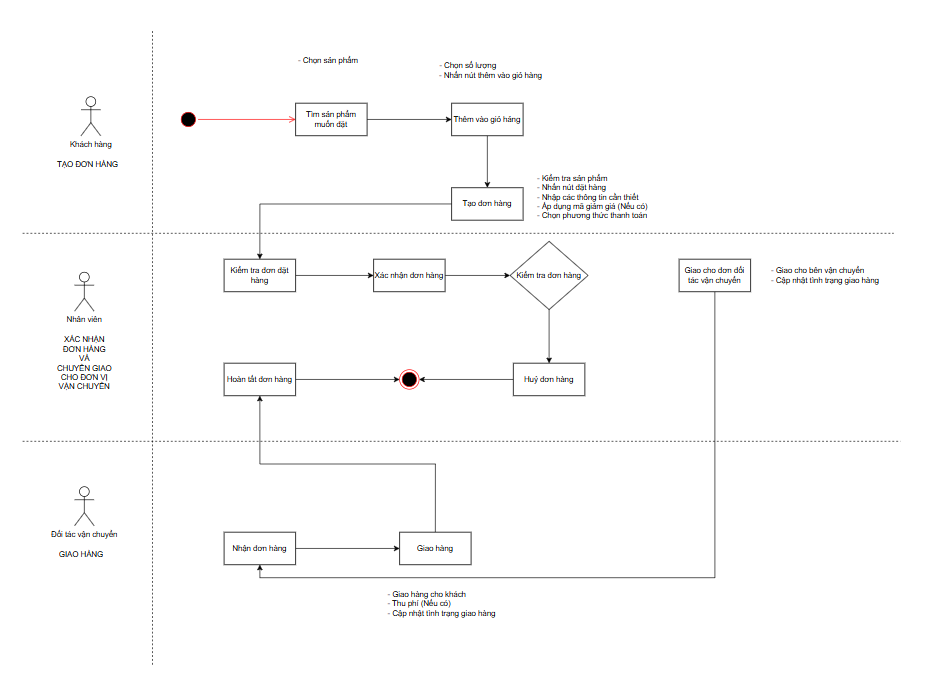 - Chọn sản phẩm
- Chọn số lượng
- Nhấn nút thêm vào giỏ hàng
Tìm sản phẩm
muốn đặt
Thêm vào giỏ hàng
Khách hàng
TẠO ĐƠN HÀNG
Tạo đơn hàng
- Kiểm tra sản phẩm
- Nhấn nút đặt hàng
- Nhập các thông tin cần thiết
- Áp dụng mã giảm giá (Nếu có)
- Chọn phương thức thanh toán
Kiểm tra đơn đặt
hàng
Xác nhận đơn hàng
Kiểm tra đơn hàng
Giao cho đơn đối
tác vận chuyển
- Giao cho bên vận chuyển
- Cập nhật tình trạng giao hàng
Nhân viên
XÁC NHẬN
ĐƠN HÀNG
VÀ
CHUYỂN GIAO
CHO ĐƠN VỊ
VẬN CHUYỂN
Hoàn tất đơn hàng
Huỷ đơn hàng
Đối tác vận chuyển
GIAO HÀNG
Nhận đơn hàng
Giao hàng
- Giao hàng cho khách
- Thu phí (Nếu có)
- Cập nhật tình trạng giao hàng